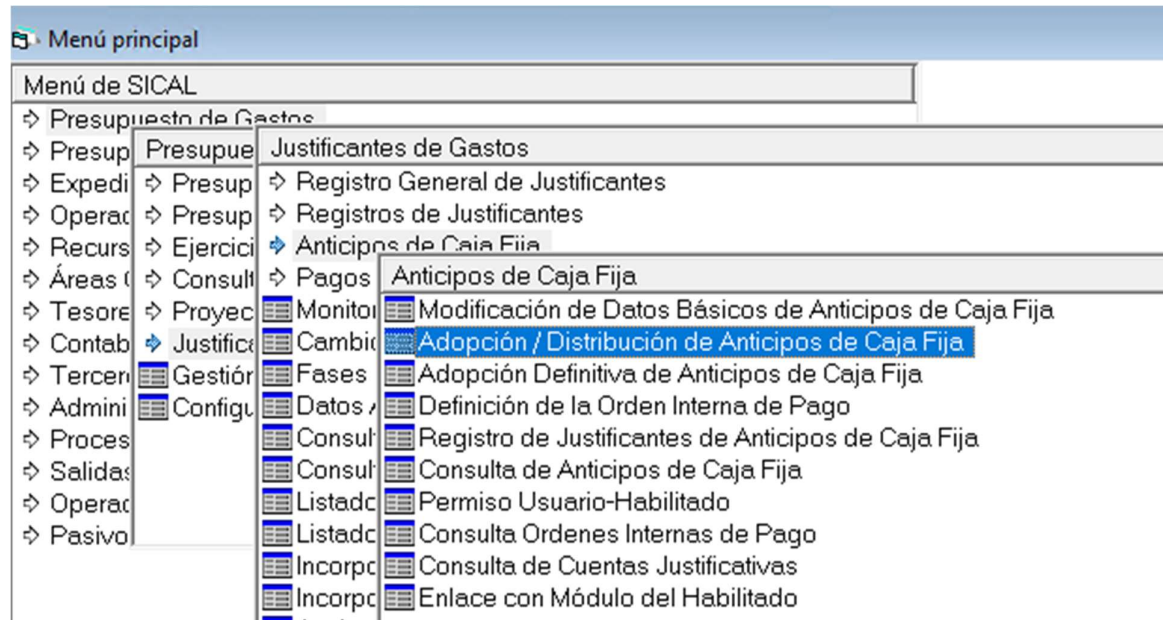 Menú principal
Menú de SICAL
Presupuesto de Gastos
Presup
Expedi
Operac
Recurs
Áreas
Tesore
Contab
Tercer
Admini
Proces
Salidas
Operac
Pasivo
Presupue
Presup
Presup
Ejercici
Consult
Proyec
Justific
Gestión
Configu
Justificantes de Gastos
Registro General de Justificantes
Registros de Justificantes
Anticipos de Caja Fija
Pagos
Monitor
Cambio
Fases
Datos
Consul
Consul
Listado
Listado
Incorpo
Incorpo
Anticipos de Caja Fija
Modificación de Datos Básicos de Anticipos de Caja Fija
Adopción / Distribución de Anticipos de Caja Fija
Adopción Definitiva de Anticipos de Caja Fija
Definición de la Orden Interna de Pago
Registro de Justificantes de Anticipos de Caja Fija
Consulta de Anticipos de Caja Fija
Permiso Usuario-Habilitado
Consulta Ordenes Internas de Pago
Consulta de Cuentas Justificativas
Enlace con Módulo del Habilitado